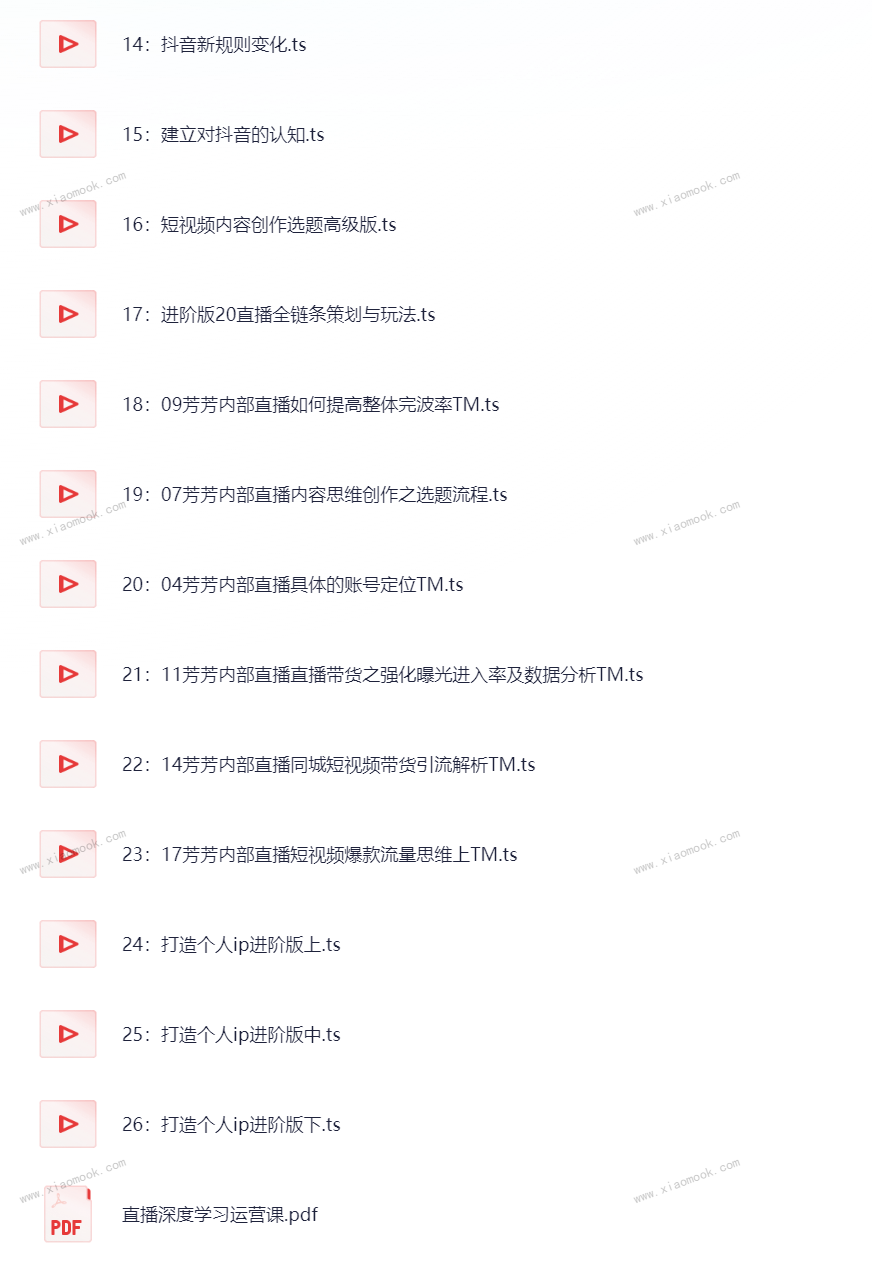 14：抖音新规则变化.ts
15：建立对抖音的认知.ts
www.xiaomook.com
www.xiaomook.com
16：短视频内容创作选题高级版.ts
17：进阶版20直播全链条策划与玩法.ts
18：09芳芳内部直播如何提高整体完波率TM.ts
19：07芳芳内部直播内容思维创作之选题流程.ts
www.xiaomook.com
www.xiaomook.com
20：04芳芳内部直播具体的账号定位TM.ts
21：11芳芳内部直播直播带货之强化曝光进入率及数据分析TM.ts
22：14芳芳内部直播同城短视频带货引流解析TM.ts
23：17芳芳内部直播短视频爆款流量思维上TM.ts
www.xiaomook.com
www.xiaomook.com
24：打造个人ip进阶版上.ts
25：打造个人ip进阶版中.ts
26：打造个人ip进阶版下.ts
www.xiaomook.com
www.xiaomook.com
PDF
直播深度学习运营课.pdf